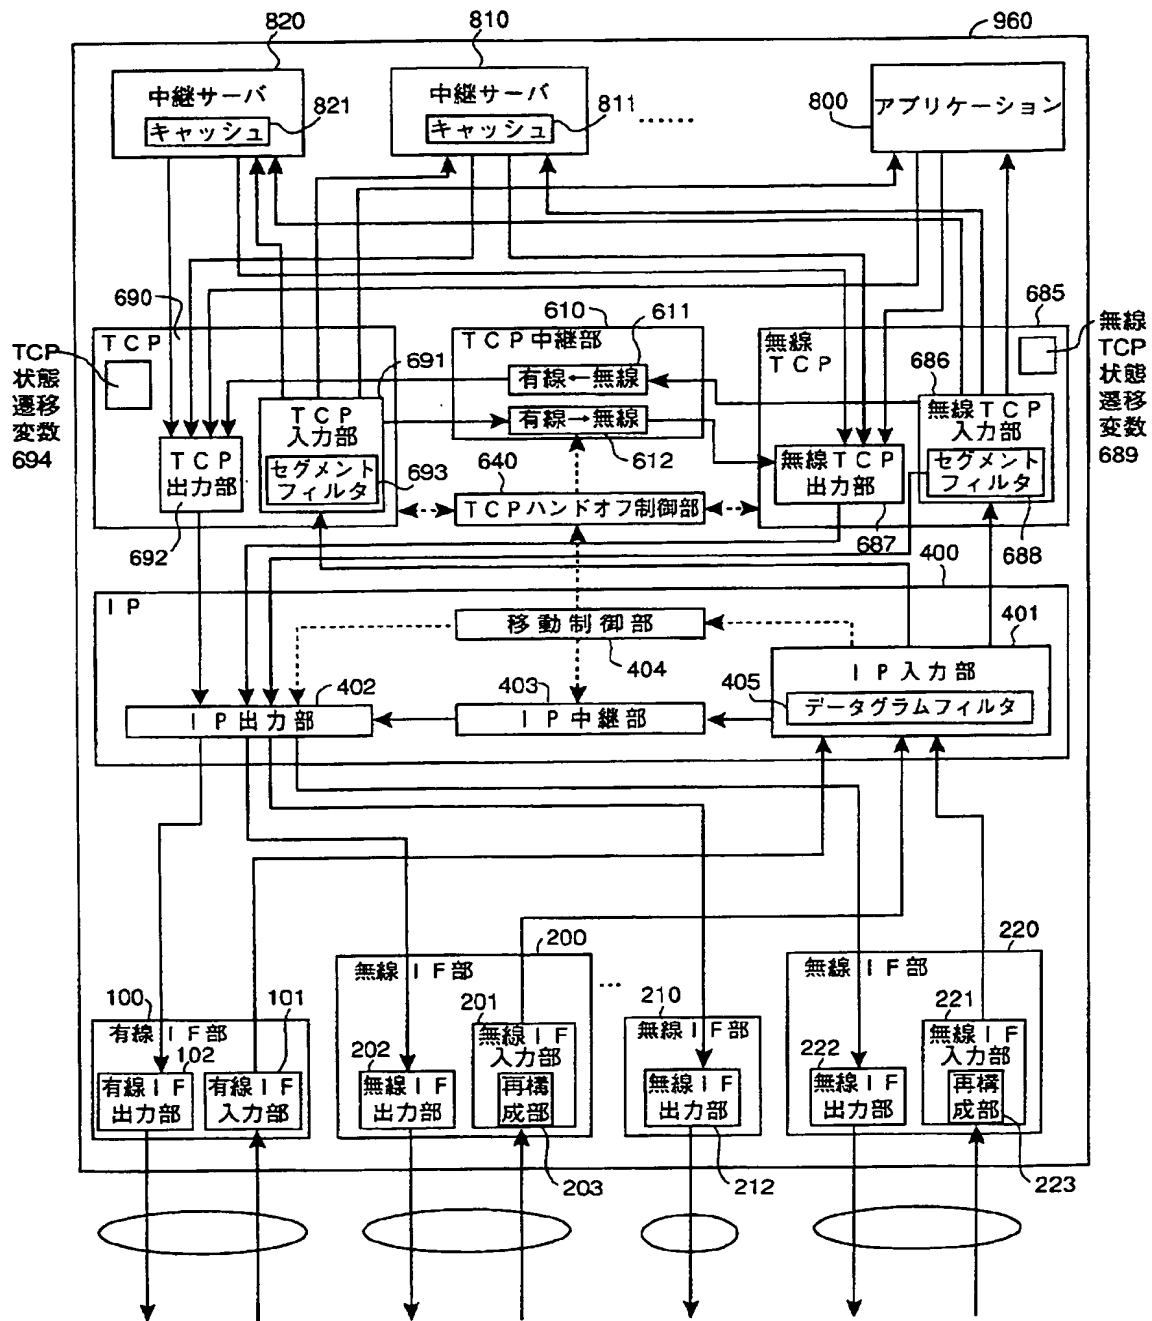 820
810
960
中継サーバ
821
キャッシュ
中継サーバ
811
キャッシュ
……
800
アプリケーション
690
TCP
TCP
状態
遷移
変数
694
691
TCP
入力部
セグメント
フィルタ
693
TCP
出力部
692
610
611
TCP中継部
有線←無線
有線→無線
612
640
TCPハンドオフ制御部
685
無線
TCP
686
無線TCP
入力部
セグメント
フィルタ
無線TCP
出力部
687
688
無線
TCP
状態
遷移
変数
689
400
IP
移動制御部
404
401
IP入力部
405
データグラムフィルタ
402
IP出力部
403
IP中継部
100
有線IF部
101
102
有線IF
出力部
有線IF
入力部
200
無線IF部
201
無線IF
入力部
再構
成部
202
無線IF
出力部
203
…
210
無線IF部
無線IF
出力部
212
220
無線IF部
221
無線IF
入力部
再構
成部
222
無線IF
出力部
223